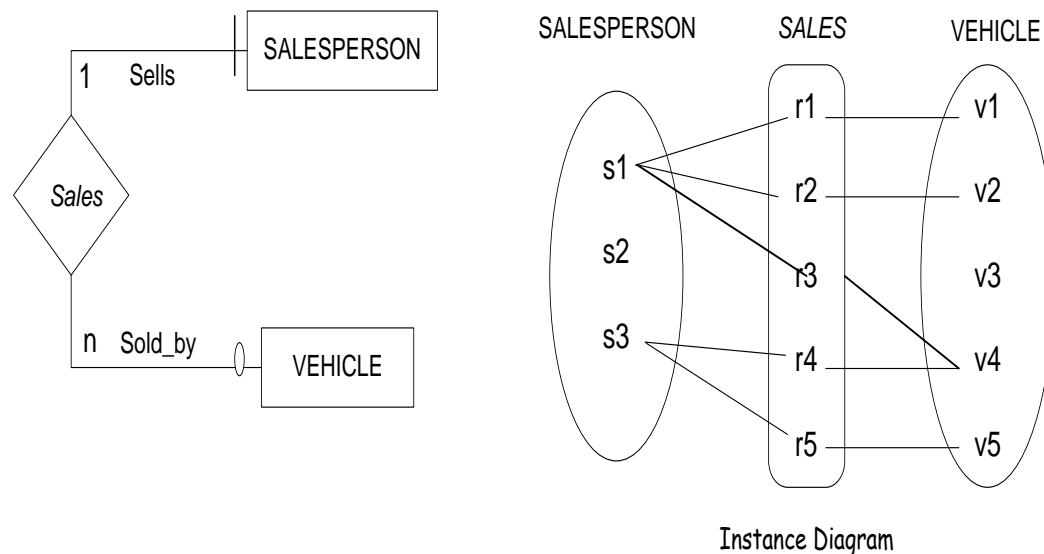 SALESPERSON
1 Sells
Sales
n Sold_by
VEHICLE
SALESPERSON SALES VEHICLE
r1 v1
s1
r2 v2
s2
r3 v3
s3
r4 v4
r5 v5
Instance Diagram